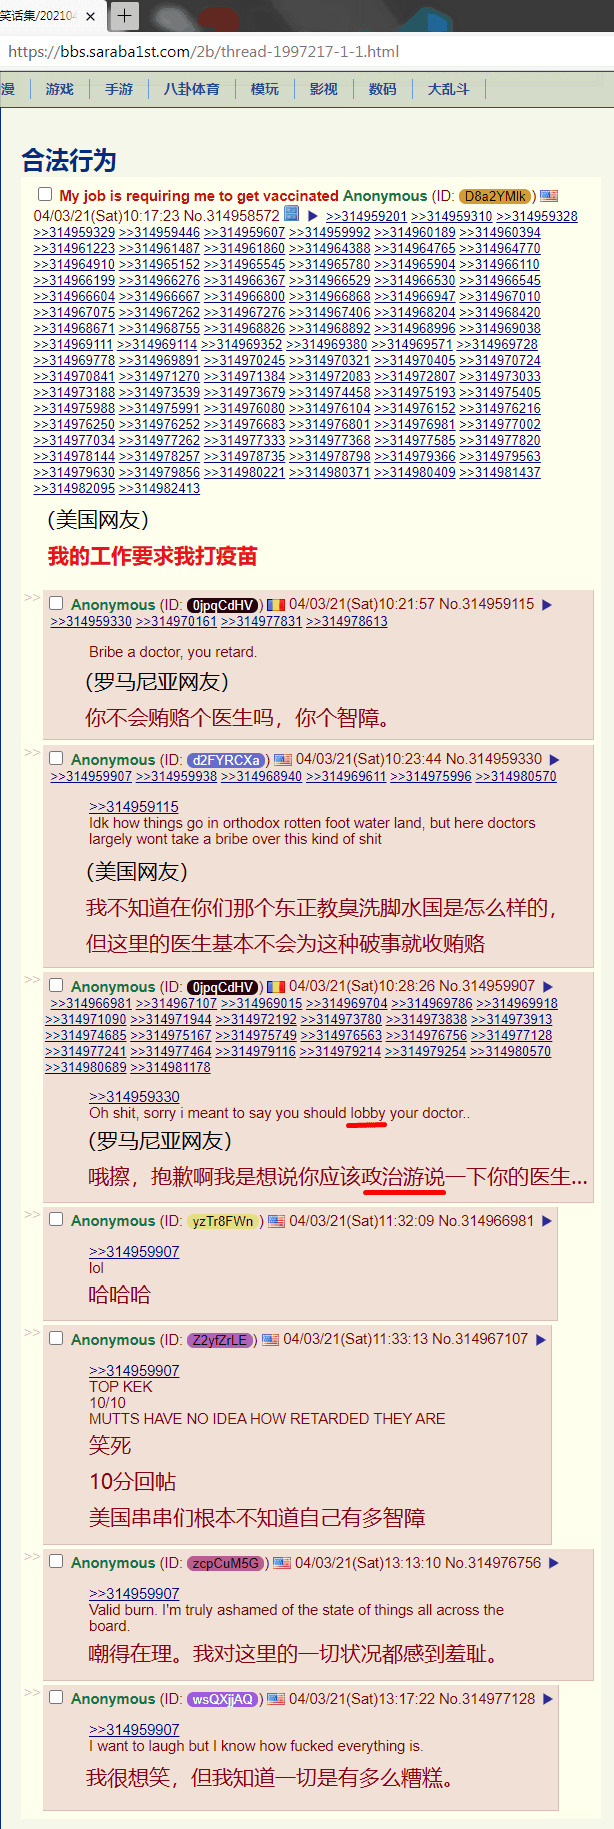 笑话集/20210
https://bbs.saraba1st.com/2b/thread-1997217-1-1.html
漫 游戏 手游 八卦体育 模玩 影视 数码 大乱斗
合法行为
My job is requiring me to get vaccinated Anonymous (ID: D8a2YMlk)
04/03/21(Sat)10:17:23 No.314958572 ▶ >>314959201 >>314959310 >>314959328
>>314959329 >>314959446 >>314959607 >>314959992 >>314960189 >>314960394
>>314961223 >>314961487 >>314961860 >>314964388 >>314964765 >>314964770
>>314964910 >>314965152 >>314965545 >>314965780 >>314965904 >>314966110
>>314966199 >>314966276 >>314966367 >>314966529 >>314966530 >>314966545
>>314966604 >>314966667 >>314966800 >>314966868 >>314966947 >>314967010
>>314967075 >>314967262 >>314967276 >>314967406 >>314968204 >>314968420
>>314968671 >>314968755 >>314968826 >>314968892 >>314968996 >>314969038
>>314969111 >>314969114 >>314969352 >>314969380 >>314969571 >>314969728
>>314969778 >>314969891 >>314970245 >>314970321 >>314970405 >>314970724
>>314970841 >>314971270 >>314971384 >>314972083 >>314972807 >>314973033
>>314973188 >>314973539 >>314973679 >>314974458 >>314975193 >>314975405
>>314975988 >>314975991 >>314976080 >>314976104 >>314976152 >>314976216
>>314976250 >>314976252 >>314976683 >>314976801 >>314976981 >>314977002
>>314977034 >>314977262 >>314977333 >>314977368 >>314977585 >>314977820
>>314978144 >>314978257 >>314978735 >>314978798 >>314979366 >>314979563
>>314979630 >>314979856 >>314980221 >>314980371 >>314980409 >>314981437
>>314982095 >>314982413
（美国网友）
我的工作要求我打疫苗
>> Anonymous (ID: 0jpqCdHV) 04/03/21(Sat)10:21:57 No.314959115 ▶
>>314959330 >>314970161 >>314977831 >>314978613
Bribe a doctor, you retard.
（罗马尼亚网友）
你不会贿赂个医生吗，你个智障。
>> Anonymous (ID: d2FYRCXa) 04/03/21(Sat)10:23:44 No.314959330 ▶
>>314959907 >>314959938 >>314968940 >>314969611 >>314975996 >>314980570
>>314959115
Idk how things go in orthodox rotten foot water land, but here doctors
largely wont take a bribe over this kind of shit
（美国网友）
我不知道在你们那个东正教臭洗脚水国是怎么样的，
但这里的医生基本不会为这种破事就收贿赂
>> Anonymous (ID: 0jpqCdHV) 04/03/21(Sat)10:28:26 No.314959907 ▶
>>314966981 >>314967107 >>314969015 >>314969704 >>314969786 >>314969918
>>314971090 >>314971944 >>314972192 >>314973780 >>314973838 >>314973913
>>314974685 >>314975167 >>314975749 >>314976563 >>314976756 >>314977128
>>314977241 >>314977464 >>314979116 >>314979214 >>314979254 >>314980570
>>314980689 >>314981178
>>314959330
Oh shit, sorry i meant to say you should lobby your doctor..
（罗马尼亚网友）
哦擦，抱歉啊我是想说你应该政治游说一下你的医生...
>> Anonymous (ID: yzTr8FWn) 04/03/21(Sat)11:32:09 No.314966981 ▶
>>314959907
lol
哈哈哈
>> Anonymous (ID: Z2yfZrLE) 04/03/21(Sat)11:33:13 No.314967107 ▶
>>314959907
TOP KEK
10/10
MUTTS HAVE NO IDEA HOW RETARDED THEY ARE
笑死
10分回帖
美国串串们根本不知道自己有多智障
>> Anonymous (ID: zcpCuM5G) 04/03/21(Sat)13:13:10 No.314976756 ▶
>>314959907
Valid burn. I'm truly ashamed of the state of things all across the
board.
嘲得在理。我对这里的一切状况都感到羞耻。
>> Anonymous (ID: wsQXjjAQ) 04/03/21(Sat)13:17:22 No.314977128 ▶
>>314959907
I want to laugh but I know how fucked everything is.
我很想笑，但我知道一切是有多么糟糕。